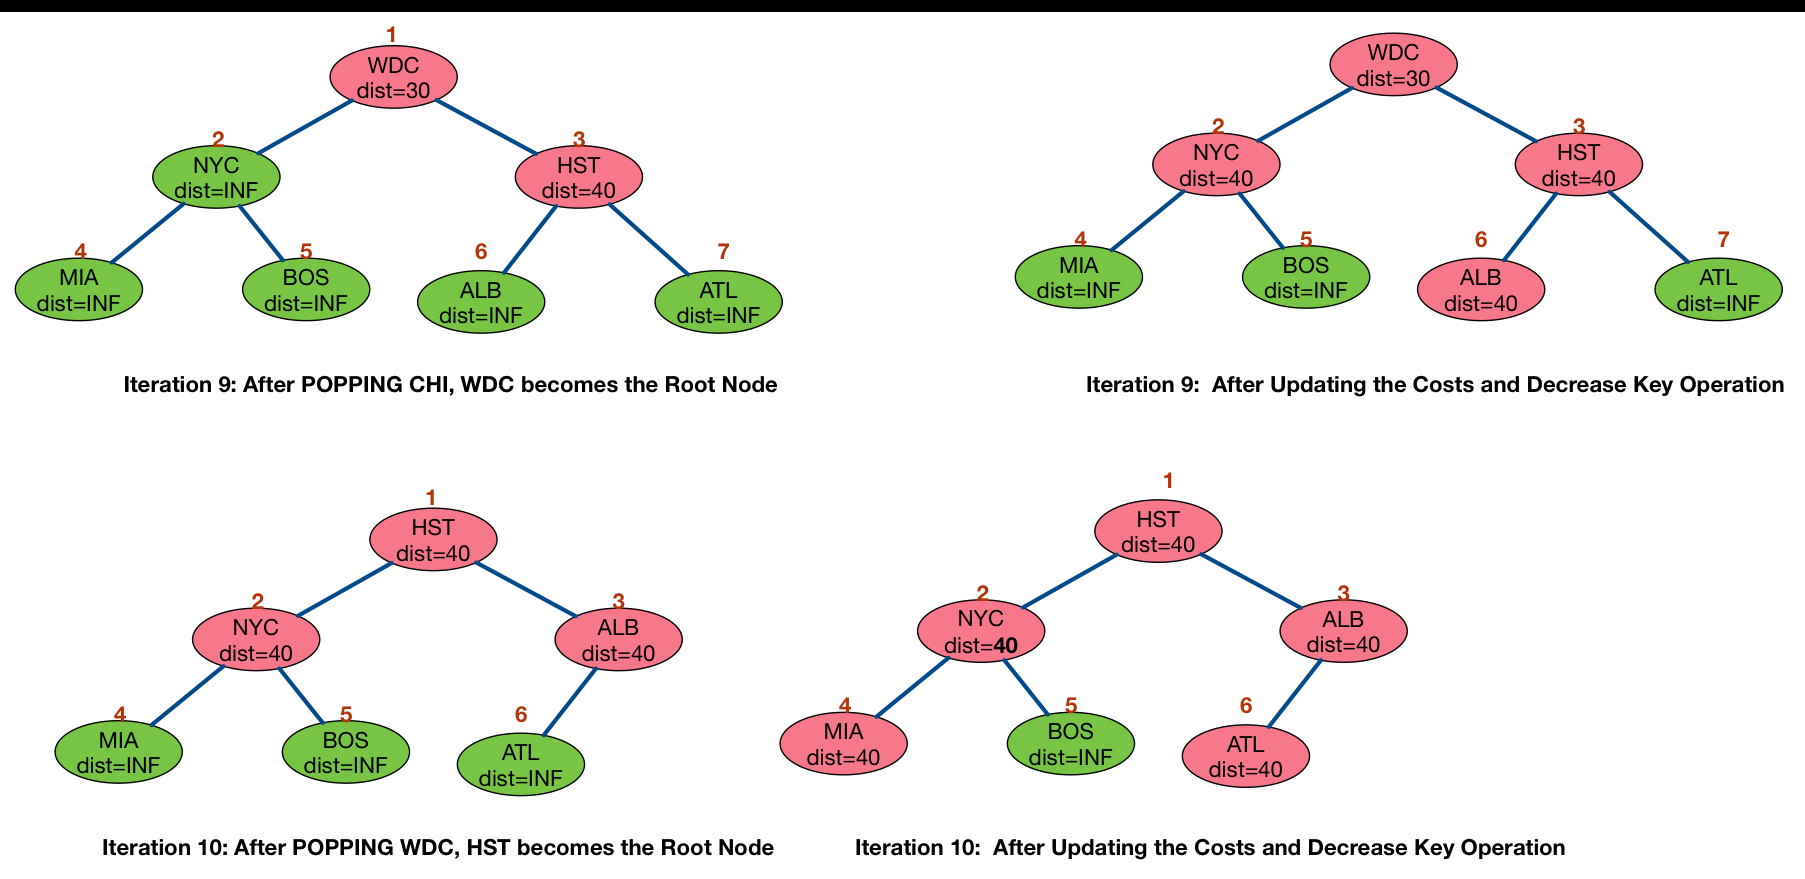 1
WDC
dist=30
2
NYC
dist=INF
3
HST
dist=40
4
MIA
dist=INF
5
BOS
dist=INF
6
ALB
dist=INF
7
ATL
dist=INF
Iteration 9: After POPPING CHI, WDC becomes the Root Node
WDC
dist=30
2
NYC
dist=40
3
HST
dist=40
4
MIA
dist=INF
5
BOS
dist=INF
6
ALB
dist=40
7
ATL
dist=INF
Iteration 9:  After Updating the Costs and Decrease Key Operation
1
HST
dist=40
2
NYC
dist=40
3
ALB
dist=40
4
MIA
dist=INF
5
BOS
dist=INF
6
ATL
dist=INF
Iteration 10: After POPPING WDC, HST becomes the Root Node
1
HST
dist=40
2
NYC
dist=40
3
ALB
dist=40
4
MIA
dist=40
5
BOS
dist=INF
6
ATL
dist=40
Iteration 10:  After Updating the Costs and Decrease Key Operation